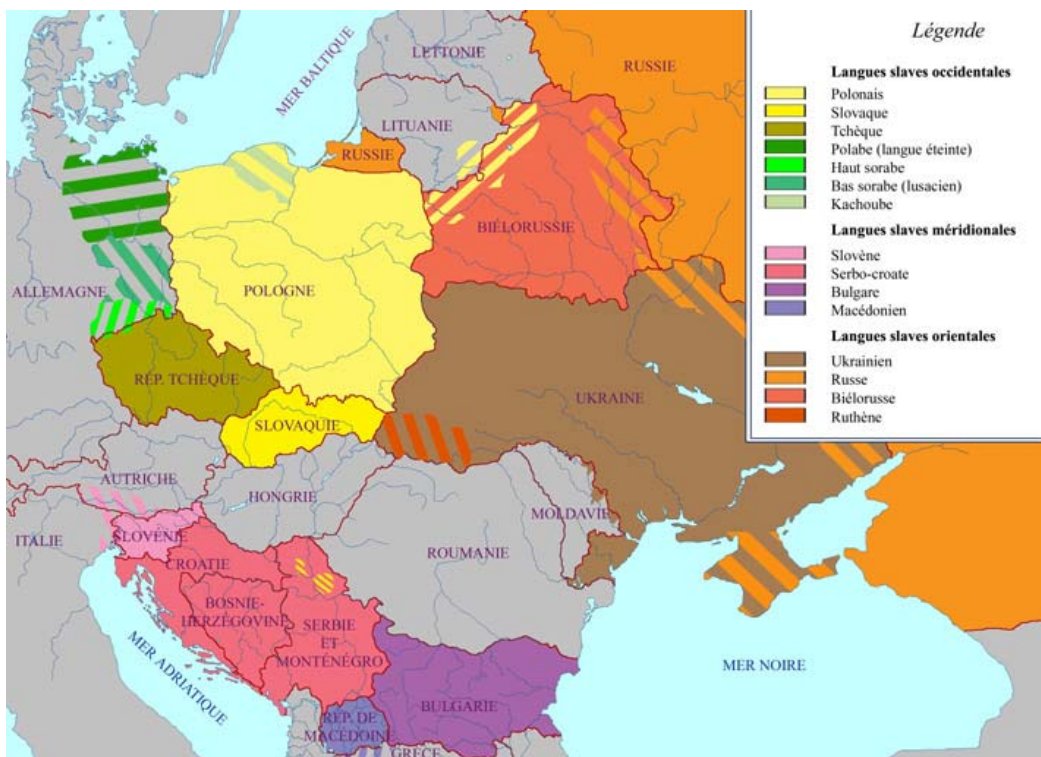 Légende
Langues slaves occidentales
Polonais
Slovaque
Tchèque
Polabe (langue éteinte)
Haut sorabe
Bas sorabe (lusacien)
Kachoube
Langues slaves méridionales
Slovène
Serbo-croate
Bulgare
Macédonien
Langues slaves orientales
Ukrainien
Russe
Biélorusse
Ruthène
MER BALTIQUE
LETTONIE
RUSSIE
LITUANIE
RUSSIE
BIÉLORUSSIE
ALLEMAGNE
POLOGNE
RÉP. TCHÈQUE
UKRAINE
SLOVAQUIE
AUTRICHE
HONGRIE
MOLDAVIE
ITALIE
SLOVÉNIE
CROATIE
ROUMANIE
BOSNIE-
HERZÉGOVINE
SERBIE
ET
MONTÉNÉGRO
MER ADRIATIQUE
MER NOIRE
BULGARIE
RÉP. DE
MACÉDOINE
GRÈCE